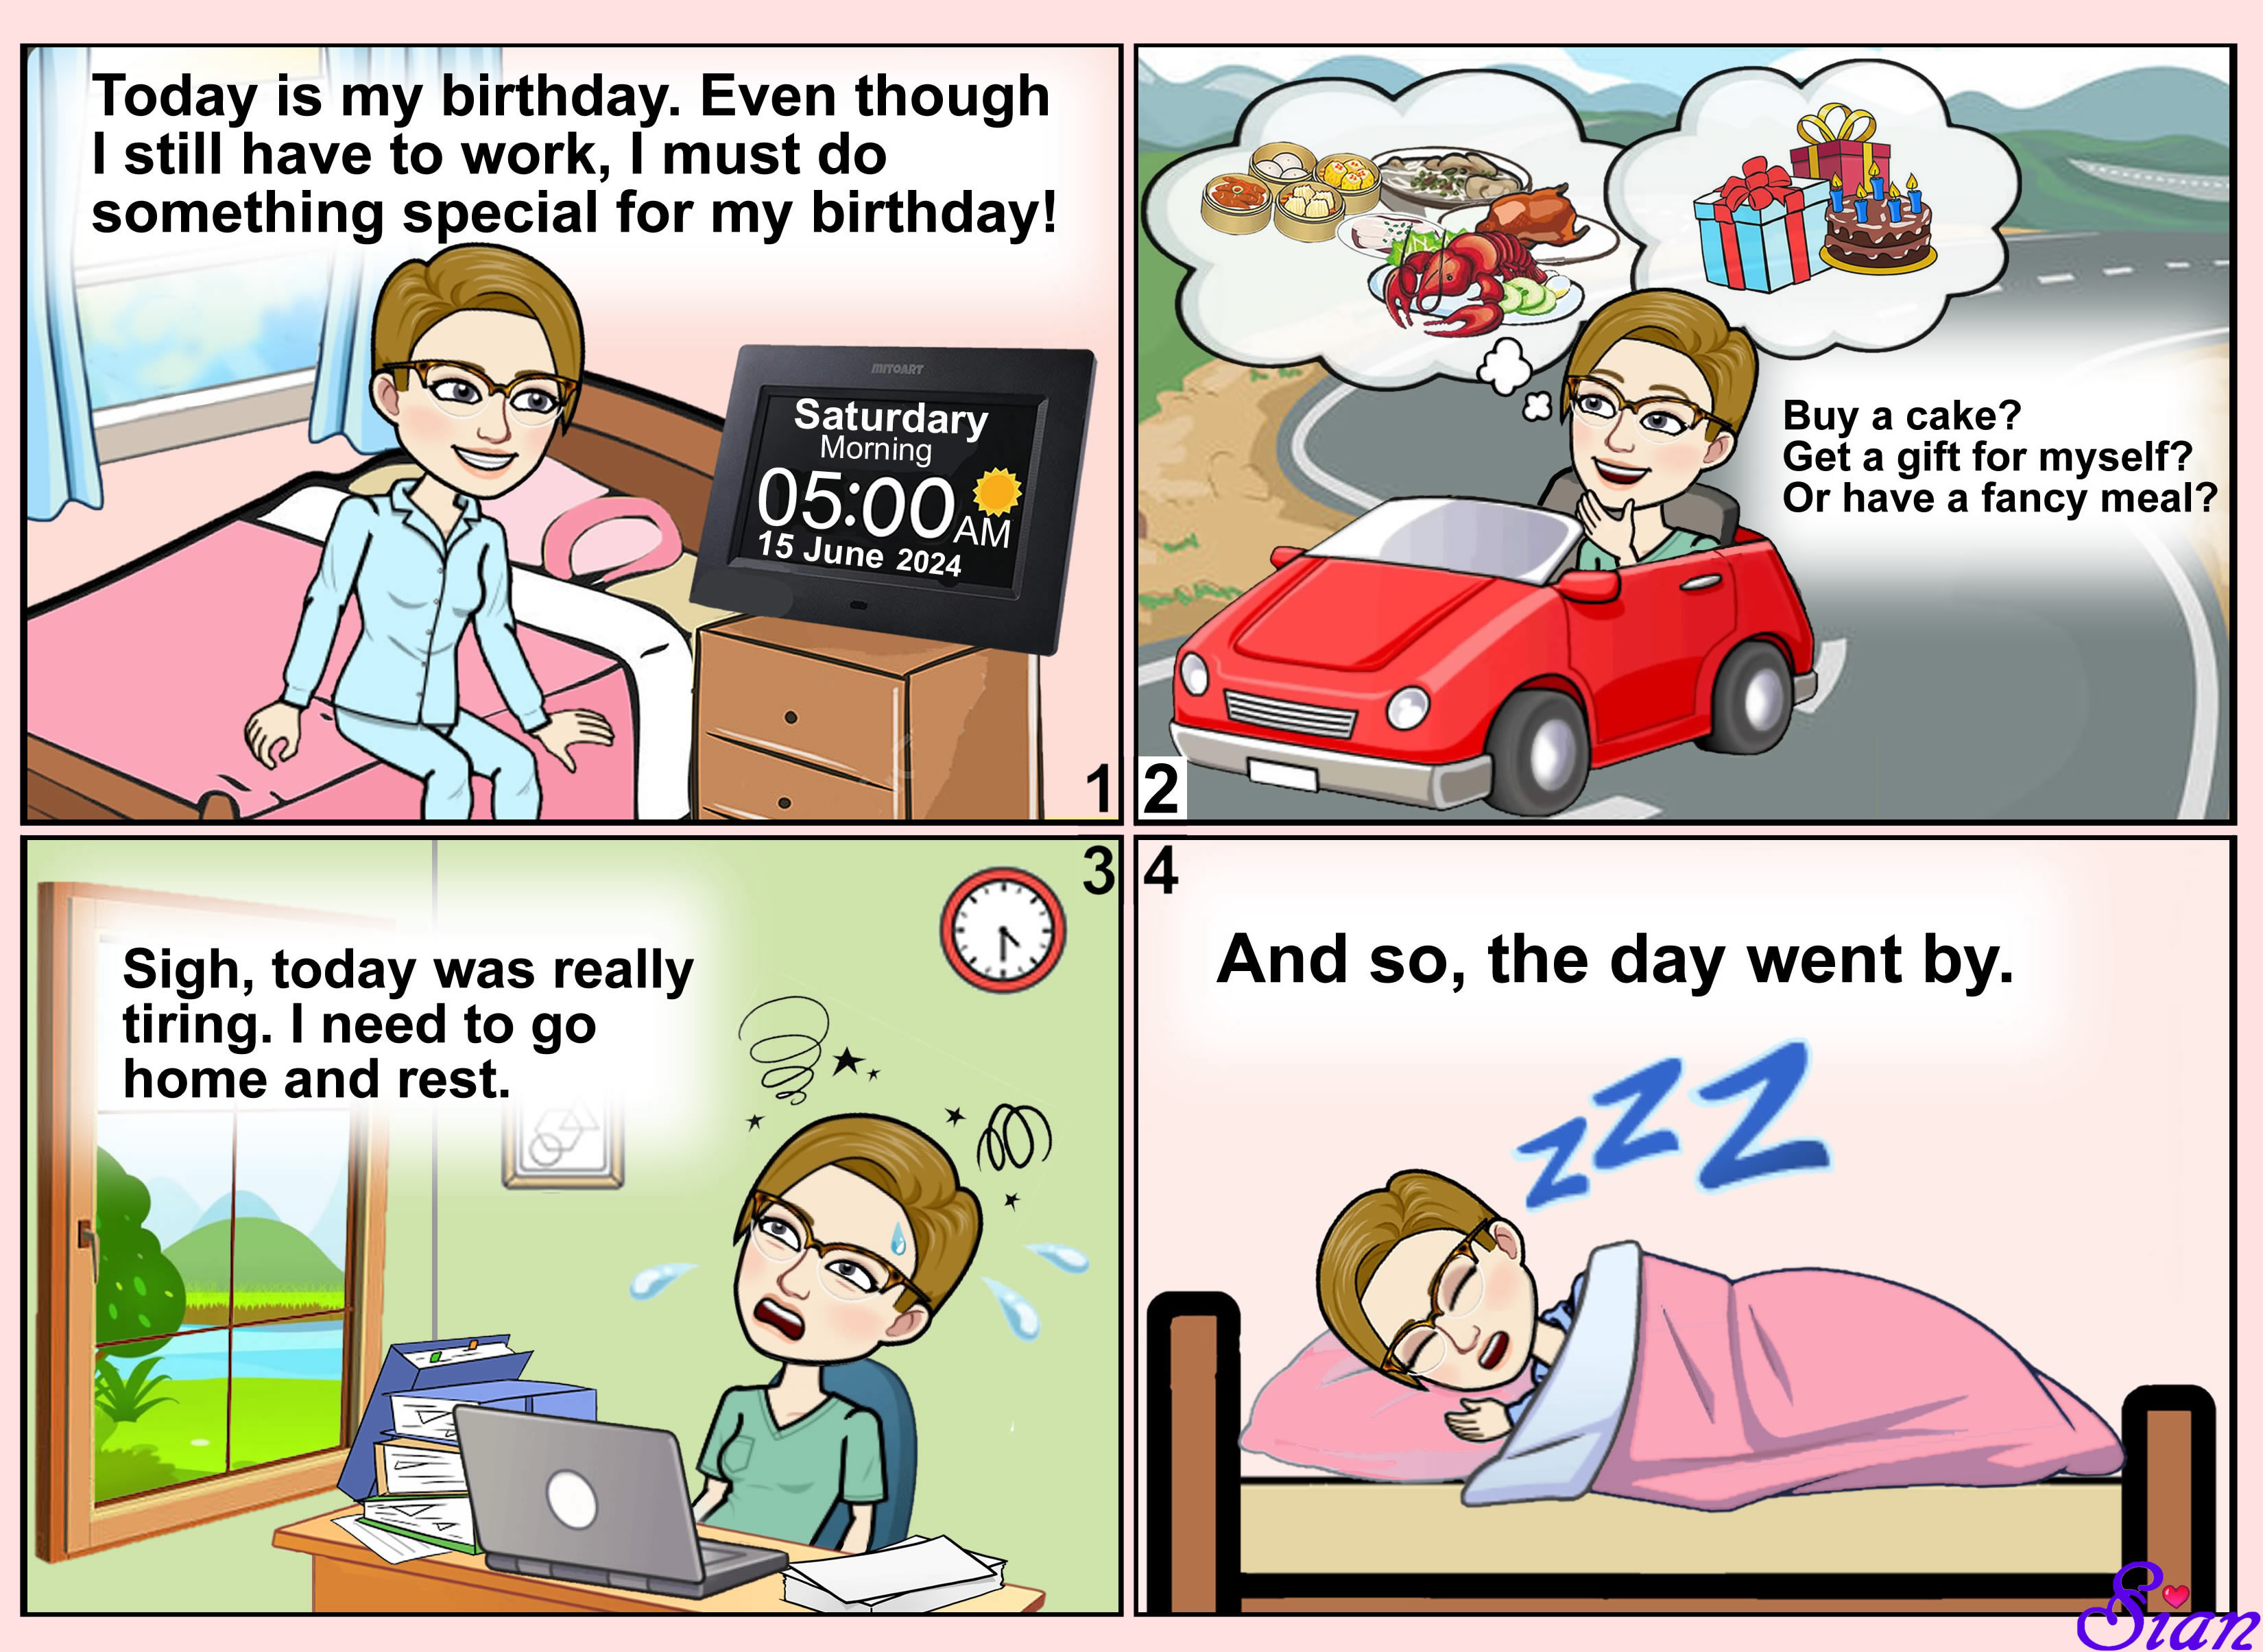 Today is my birthday. Even though
I still have to work, I must do
something special for my birthday!
MITOART
Saturdary
Morning
05:00 AM
15 June 2024
1
2
Buy a cake?
Get a gift for myself?
Or have a fancy meal?
3
Sigh, today was really
tiring. I need to go
home and rest.
4
And so, the day went by.
zzZ
Sian